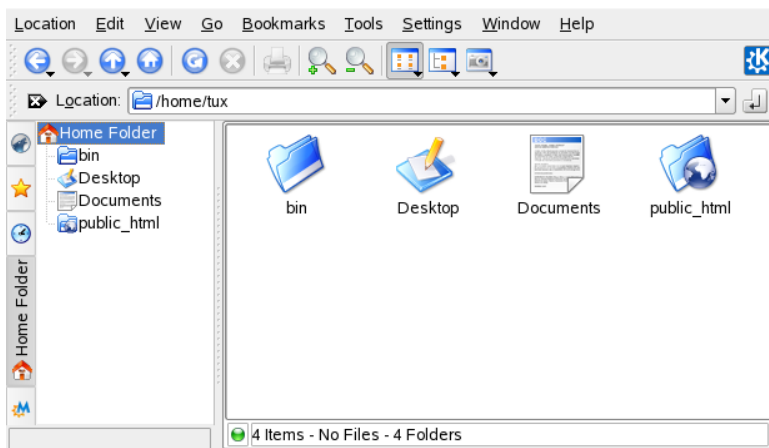 Location Edit View Go Bookmarks Tools Settings Window Help
Location: /home/tux
Home Folder
bin
Desktop
Documents
public_html
bin Desktop Documents public_html
Home Folder
4 Items - No Files - 4 Folders